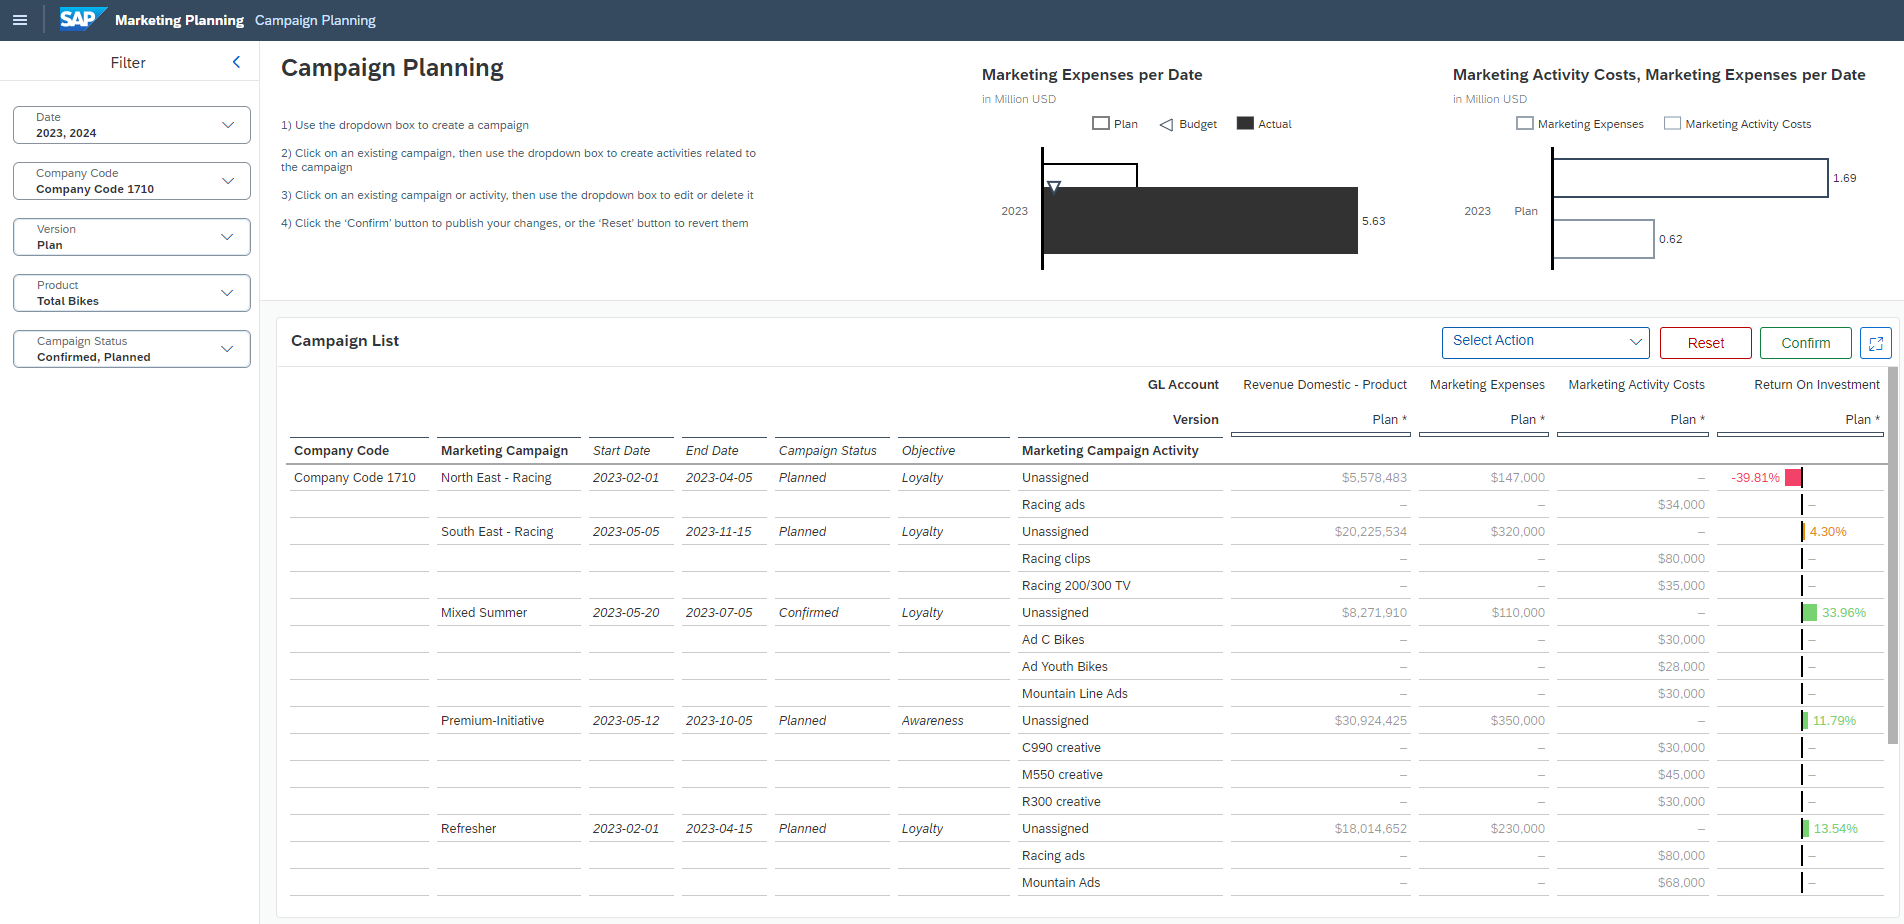 SAP Marketing Planning Campaign Planning
Filter
Date
2023, 2024
Company Code
Company Code 1710
Version
Plan
Product
Total Bikes
Campaign Status
Confirmed, Planned
Campaign Planning
1) Use the dropdown box to create a campaign
2) Click on an existing campaign, then use the dropdown box to create activities related to
the campaign
3) Click on an existing campaign or activity, then use the dropdown box to edit or delete it
4) Click the ‘Confirm’ button to publish your changes, or the ‘Reset’ button to revert them
Marketing Expenses per Date
in Million USD
Plan Budget Actual
2023
5.63
Marketing Activity Costs, Marketing Expenses per Date
in Million USD
Marketing Expenses Marketing Activity Costs
1.69
2023 Plan
0.62
Campaign List
Select Action Reset Confirm
GL Account Revenue Domestic - Product Marketing Expenses Marketing Activity Costs Return On Investment
Version Plan * Plan * Plan * Plan *
Company Code Marketing Campaign Start Date End Date Campaign Status Objective Marketing Campaign Activity
Company Code 1710 North East - Racing 2023-02-01 2023-04-05 Planned Loyalty Unassigned $5,578,483 $147,000 – -39.81%
Racing ads – – $34,000 –
South East - Racing 2023-05-05 2023-11-15 Planned Loyalty Unassigned $20,225,534 $320,000 – 4.30%
Racing clips – – $80,000 –
Racing 200/300 TV – – $35,000 –
Mixed Summer 2023-05-20 2023-07-05 Confirmed Loyalty Unassigned $8,271,910 $110,000 – 33.96%
Ad C Bikes – – $30,000 –
Ad Youth Bikes – – $28,000 –
Mountain Line Ads – – $30,000 –
Premium-Initiative 2023-05-12 2023-10-05 Planned Awareness Unassigned $30,924,425 $350,000 – 11.79%
C990 creative – – $30,000 –
M550 creative – – $45,000 –
R300 creative – – $30,000 –
Refresher 2023-02-01 2023-04-15 Planned Loyalty Unassigned $18,014,652 $230,000 – 13.54%
Racing ads – – $80,000 –
Mountain Ads – – $68,000 –